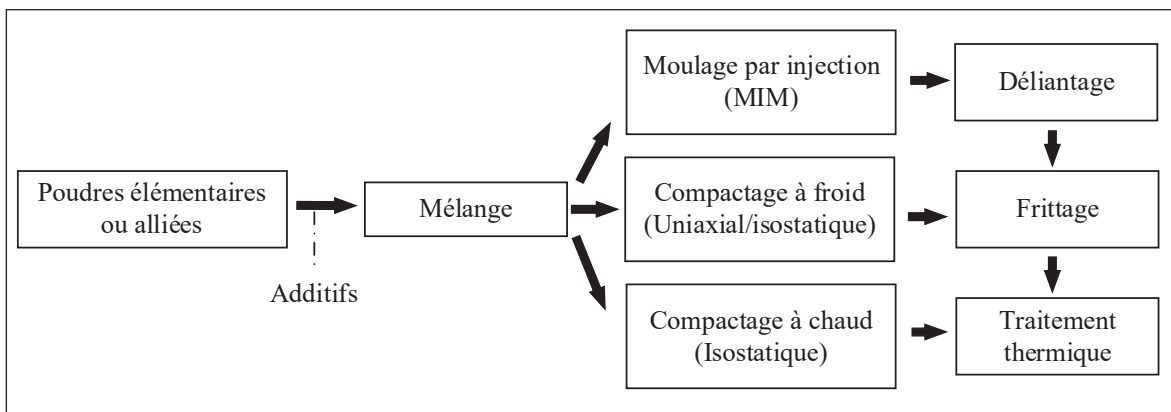 Poudres élémentaires
ou alliées
Additifs
Mélange
Moulage par injection
(MIM)
Déliantage
Compactage à froid
(Uniaxial/isostatique)
Frittage
Compactage à chaud
(Isostatique)
Traitement
thermique